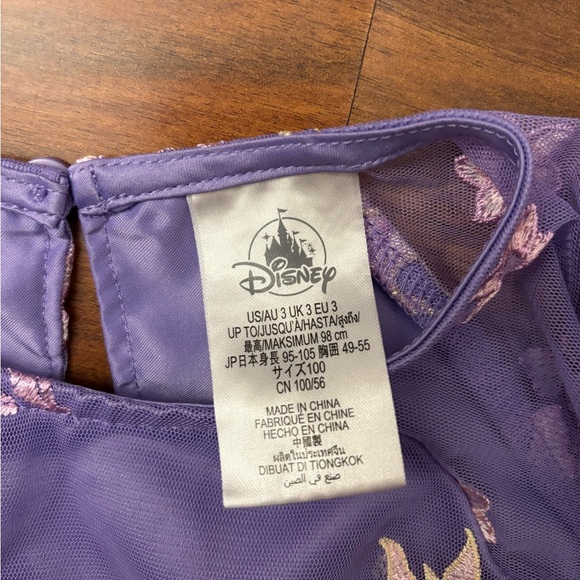 Disney
US/AU 3 UK 3 EU 3
UP TO/JUSQU'À/HASTA/สูงถึง/
最高/MAKSIMUM 98 cm
JP日本身長 95-105 胸囲 49-55
サイズ100
CN 100/56
MADE IN CHINA
FABRIQUÉ EN CHINE
HECHO EN CHINA
中國製
ผลิตในประเทศจีน
DIBUAT DI TIONGKOK
صنع في الصين